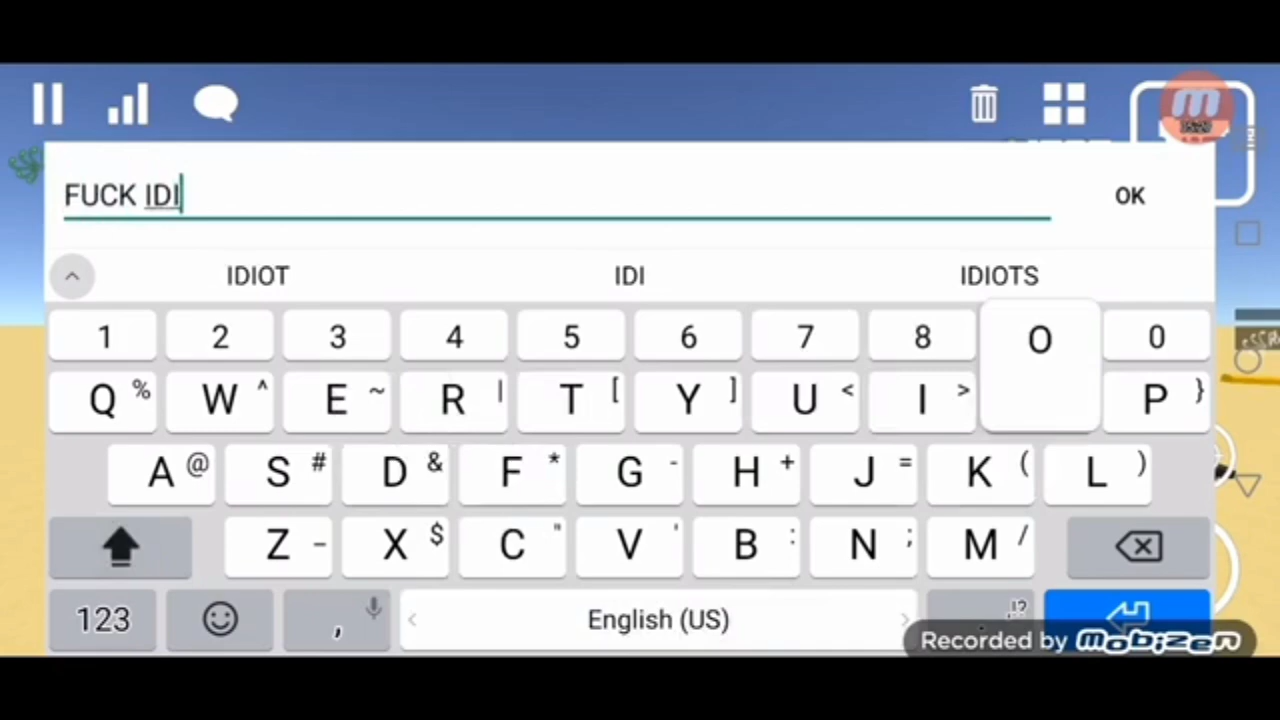 FUCK IDI
OK
IDIOT IDI IDIOTS
1 2 3 4 5 6 7 8 O 0
Q % W ^ E ~ R | T [ Y ] U < I > P }
A @ S # D & F * G - H + J = K ( L )
Z _ X $ C " V ' B : N ; M /
123 , English (US) . !?
Recorded by mobizen